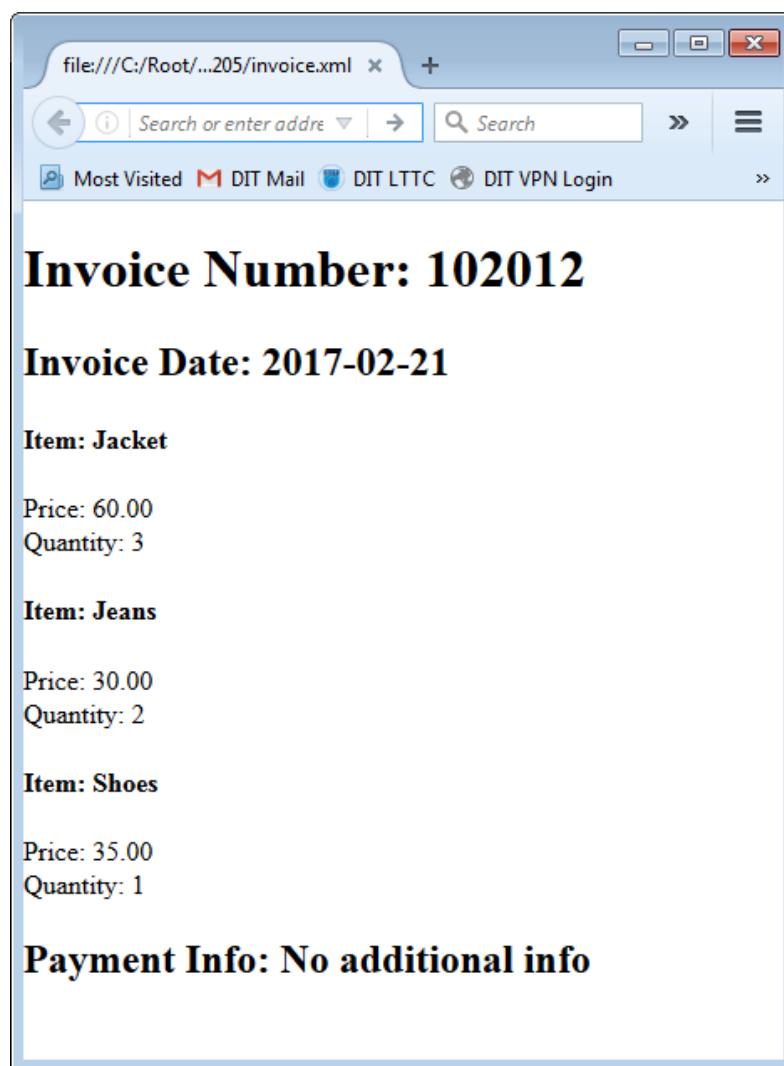 file:///C:/Root/...205/invoice.xml
Search or enter addre
Search
Most Visited DIT Mail DIT LTTC DIT VPN Login
Invoice Number: 102012
Invoice Date: 2017-02-21
Item: Jacket
Price: 60.00
Quantity: 3
Item: Jeans
Price: 30.00
Quantity: 2
Item: Shoes
Price: 35.00
Quantity: 1
Payment Info: No additional info